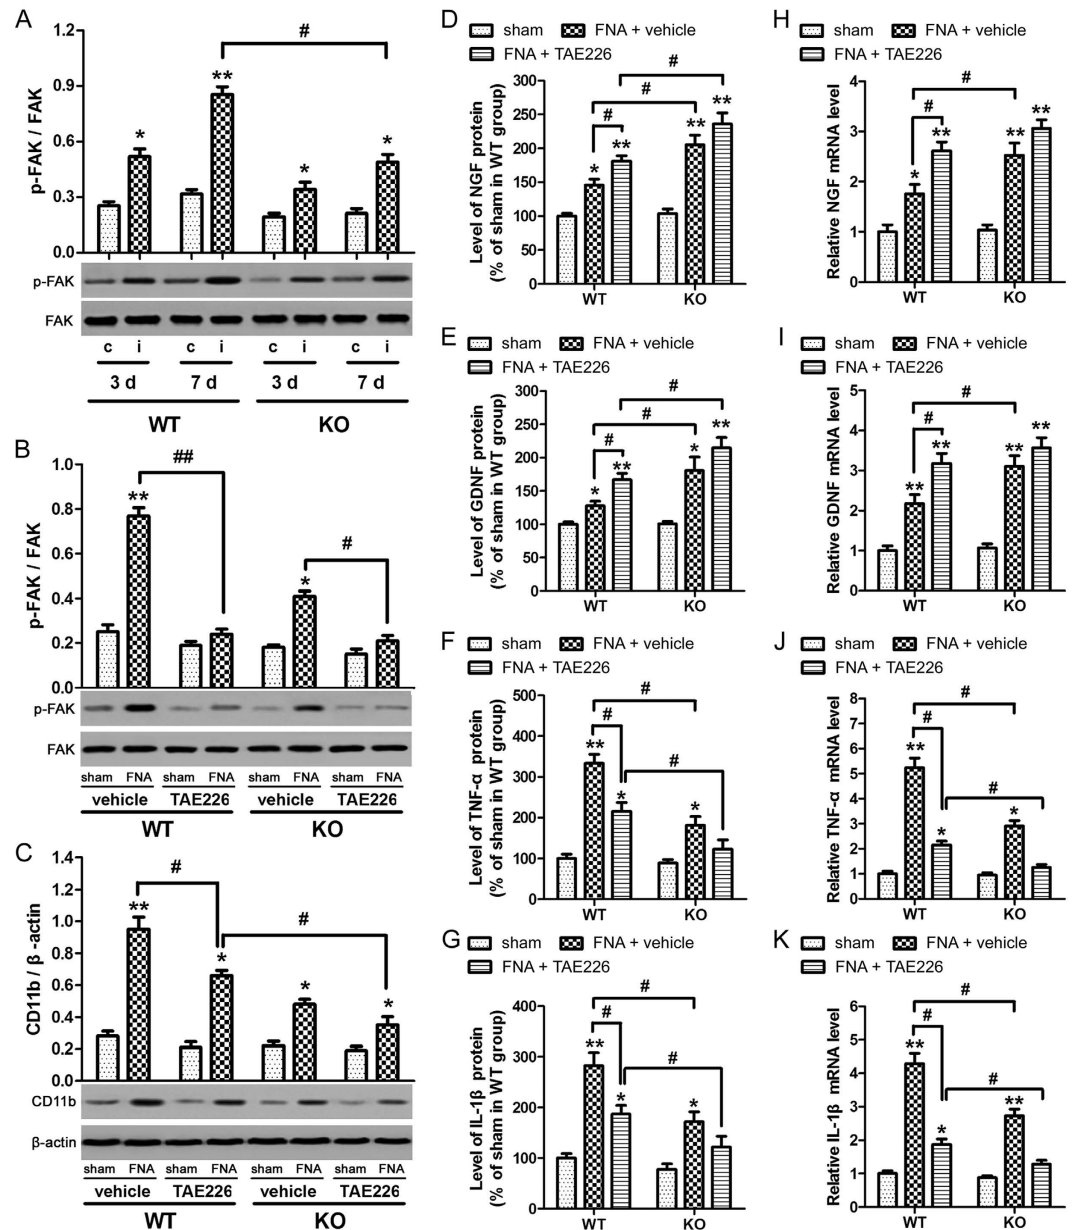 A
1.2
0.9
0.6
0.3
0.0
p-FAK / FAK
*
**
*
*
#
p-FAK
FAK
c i c i c i c i
3 d 7 d 3 d 7 d
WT KO
B
1.0
0.8
0.6
0.4
0.2
0.0
p-FAK / FAK
**
##
*
#
p-FAK
FAK
sham FNA sham FNA sham FNA sham FNA
vehicle TAE226 vehicle TAE226
WT KO
C
1.4
1.2
1.0
0.8
0.6
0.4
0.2
0.0
CD11b / β -actin
**
#
*
#
*
*
CD11b
β-actin
sham FNA sham FNA sham FNA sham FNA
vehicle TAE226 vehicle TAE226
WT KO
D
sham FNA + vehicle
FNA + TAE226
300
250
200
150
100
50
0
Level of NGF protein
(% of sham in WT group)
#
#
#
* ** ** **
WT KO
E
sham FNA + vehicle
FNA + TAE226
300
250
200
150
100
50
0
Level of GDNF protein
(% of sham in WT group)
#
#
#
* ** * **
WT KO
F
sham FNA + vehicle
FNA + TAE226
500
400
300
200
100
0
Level of TNF-α protein
(% of sham in WT group)
#
#
#
** * *
WT KO
G
sham FNA + vehicle
FNA + TAE226
400
300
200
100
0
Level of IL-1β protein
(% of sham in WT group)
#
#
#
** * *
WT KO
H
sham FNA + vehicle
FNA + TAE226
4
3
2
1
0
Relative NGF mRNA level
#
#
* ** ** **
WT KO
I
sham FNA + vehicle
FNA + TAE226
5
4
3
2
1
0
Relative GDNF mRNA level
#
#
** ** ** **
WT KO
J
sham FNA + vehicle
FNA + TAE226
8
7
6
5
4
3
2
1
0
Relative TNF-α mRNA level
#
#
#
** * *
WT KO
K
sham FNA + vehicle
FNA + TAE226
6
5
4
3
2
1
0
Relative IL-1β mRNA level
#
#
#
** * **
WT KO